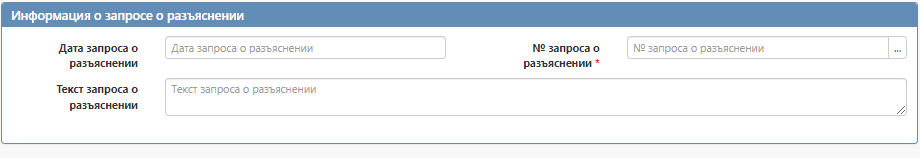 Информация о запросе о разъяснении
Дата запроса о разъяснении
Дата запроса о разъяснении
№ запроса о разъяснении *
№ запроса о разъяснении
...
Текст запроса о разъяснении
Текст запроса о разъяснении